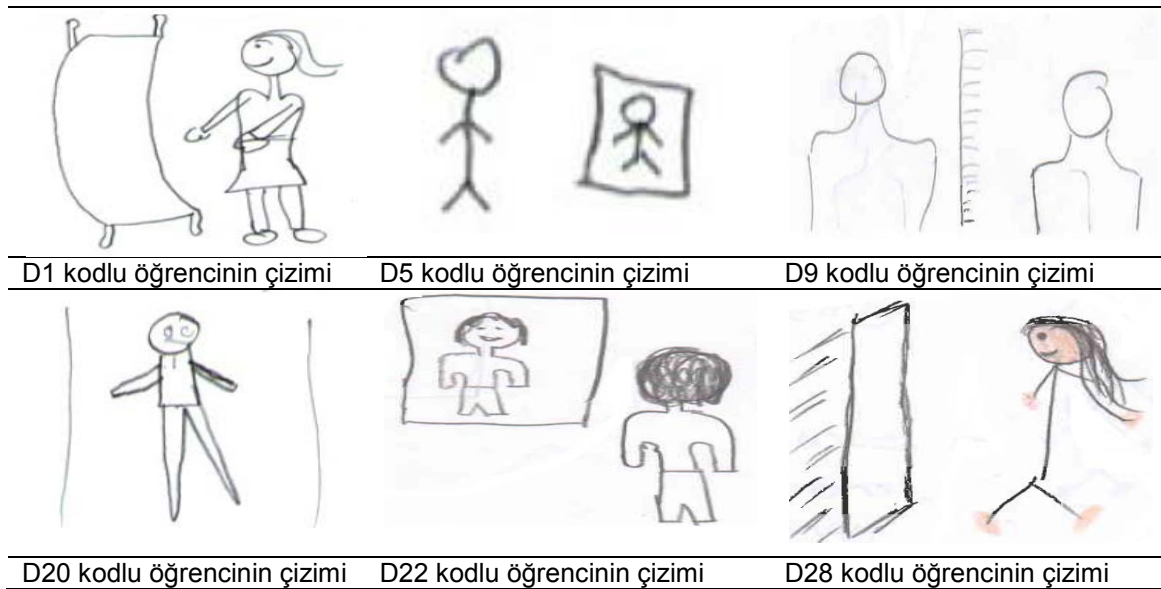 D1 kodlu öğrencinin çizimi
D5 kodlu öğrencinin çizimi
D9 kodlu öğrencinin çizimi
D20 kodlu öğrencinin çizimi
D22 kodlu öğrencinin çizimi
D28 kodlu öğrencinin çizimi